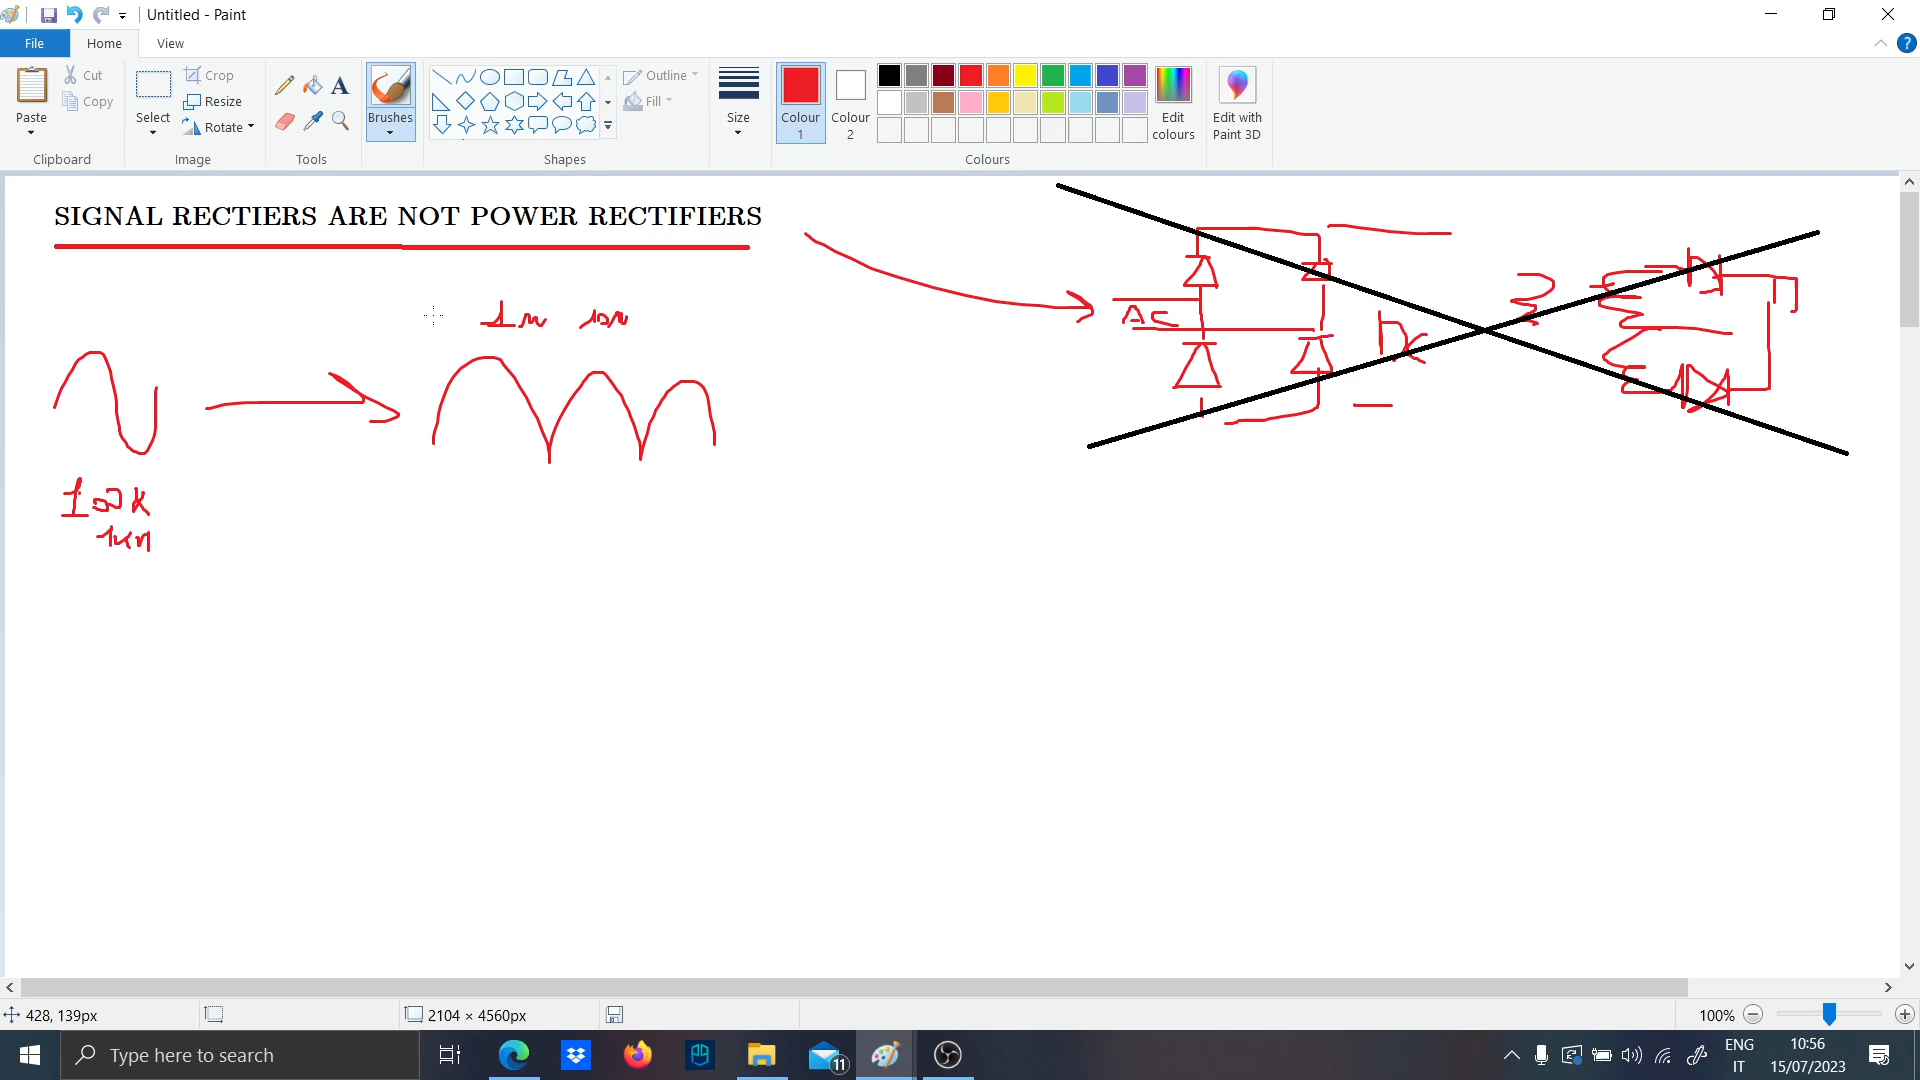 Untitled - Paint
File
Home
View
Paste
Cut
Copy
Clipboard
Select
Crop
Resize
Rotate
Image
A
Tools
Brushes
Outline
Fill
Shapes
Size
Colour
1
Colour
2
Colours
Edit
colours
Edit with
Paint 3D
?
SIGNAL RECTIERS ARE NOT POWER RECTIFIERS
AC
DC
100k
428, 139px
2104 × 4560px
100%
Type here to search
11
ENG
IT
10:56
15/07/2023